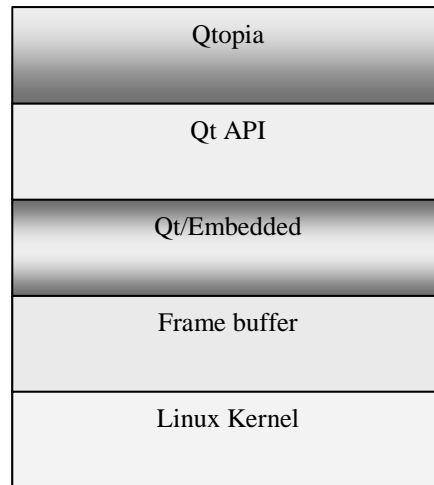 Qtopia
Qt API
Qt/Embedded
Frame buffer
Linux Kernel